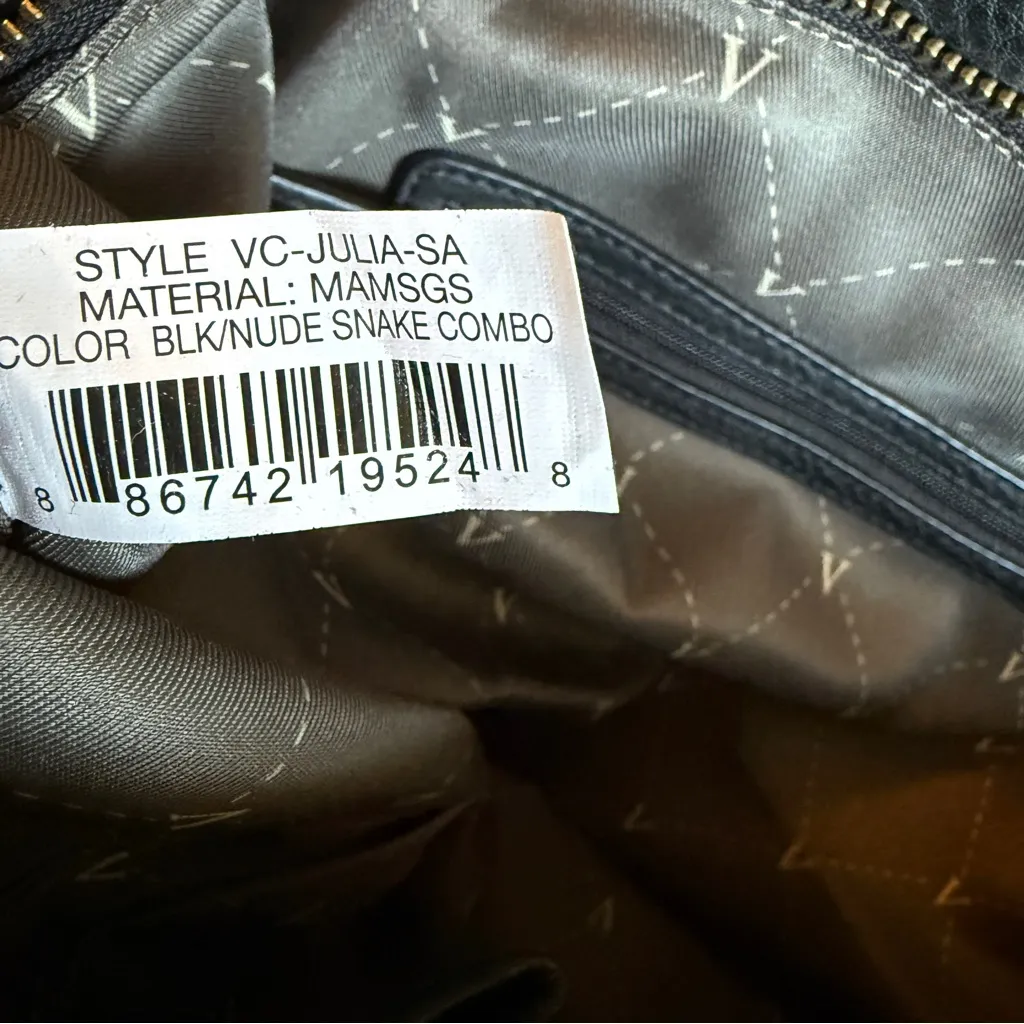 STYLE VC-JULIA-SA
MATERIAL: MAMSGS
COLOR BLK/NUDE SNAKE COMBO
8 86742 19524 8
V
V
V
V
V
V